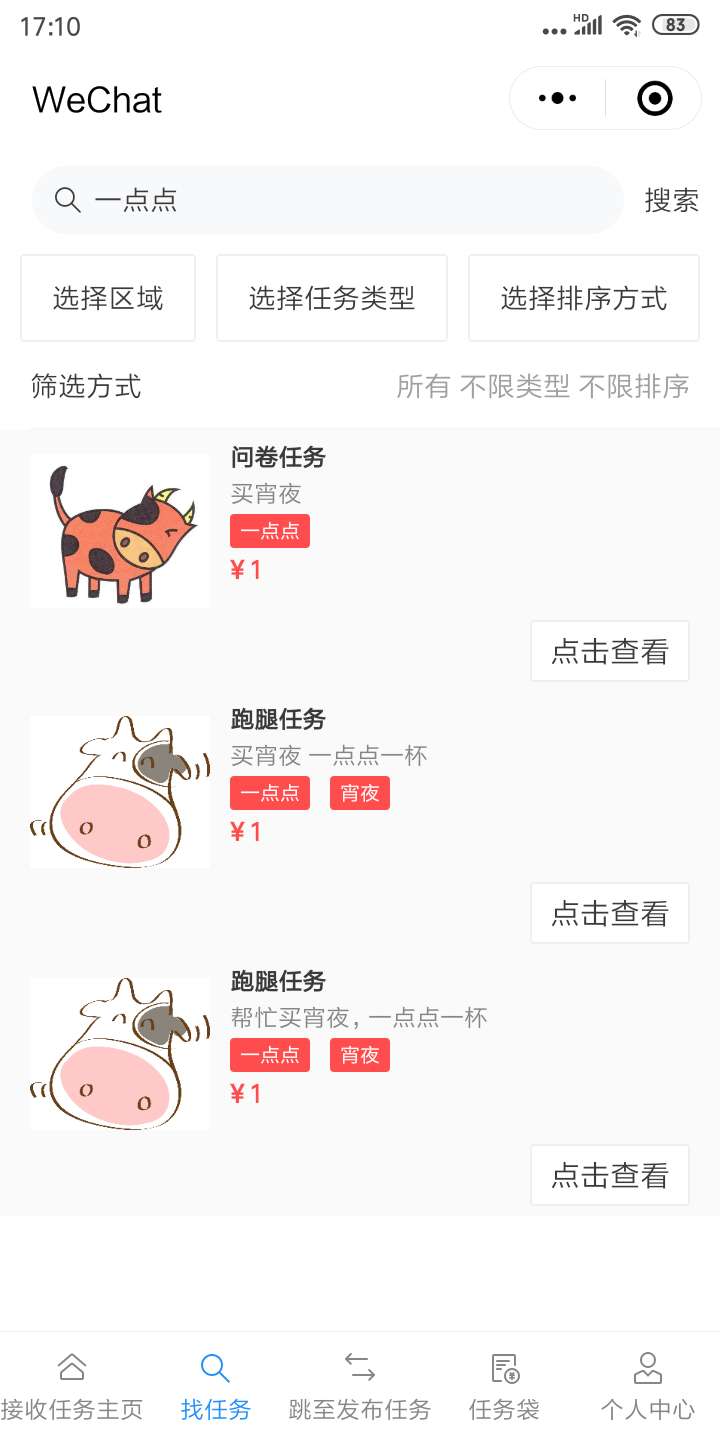 17:10 HD 83
WeChat
一点点 搜索
选择区域 选择任务类型 选择排序方式
筛选方式 所有 不限类型 不限排序
问卷任务
买宵夜
一点点
¥1
点击查看
跑腿任务
买宵夜 一点点一杯
一点点 宵夜
¥1
点击查看
跑腿任务
帮忙买宵夜，一点点一杯
一点点 宵夜
¥1
点击查看
接收任务主页 找任务 跳至发布任务 任务袋 个人中心